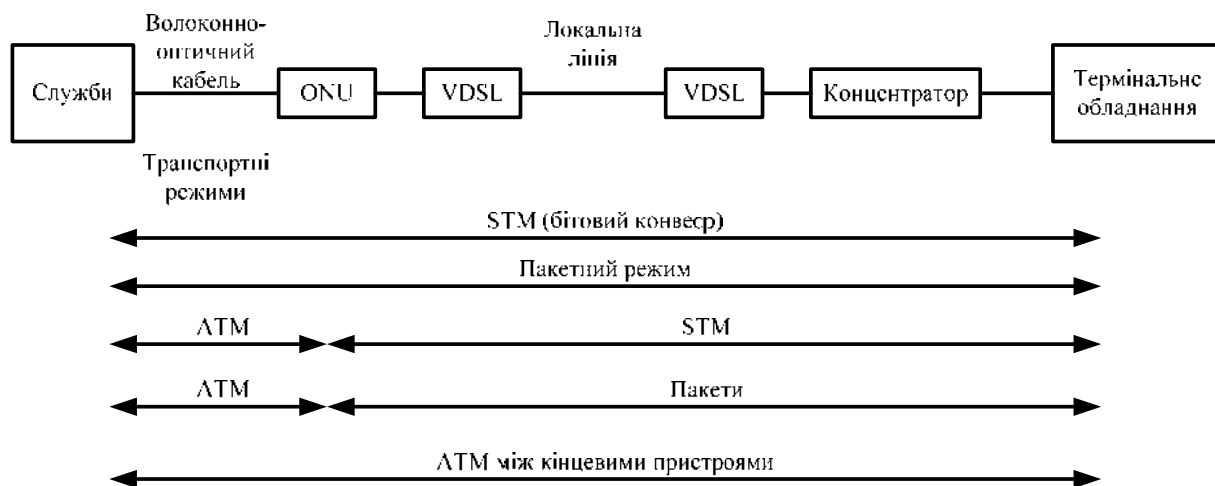 Волоконно-
оптичний
кабель
Локальна
лінія
Служби
ONU
VDSL
VDSL
Концентратор
Термінальне
обладнання
Транспортні
режими
STM (бітовий конвеєр)
Пакетний режим
ATM
STM
ATM
Пакети
ATM між кінцевими пристроями